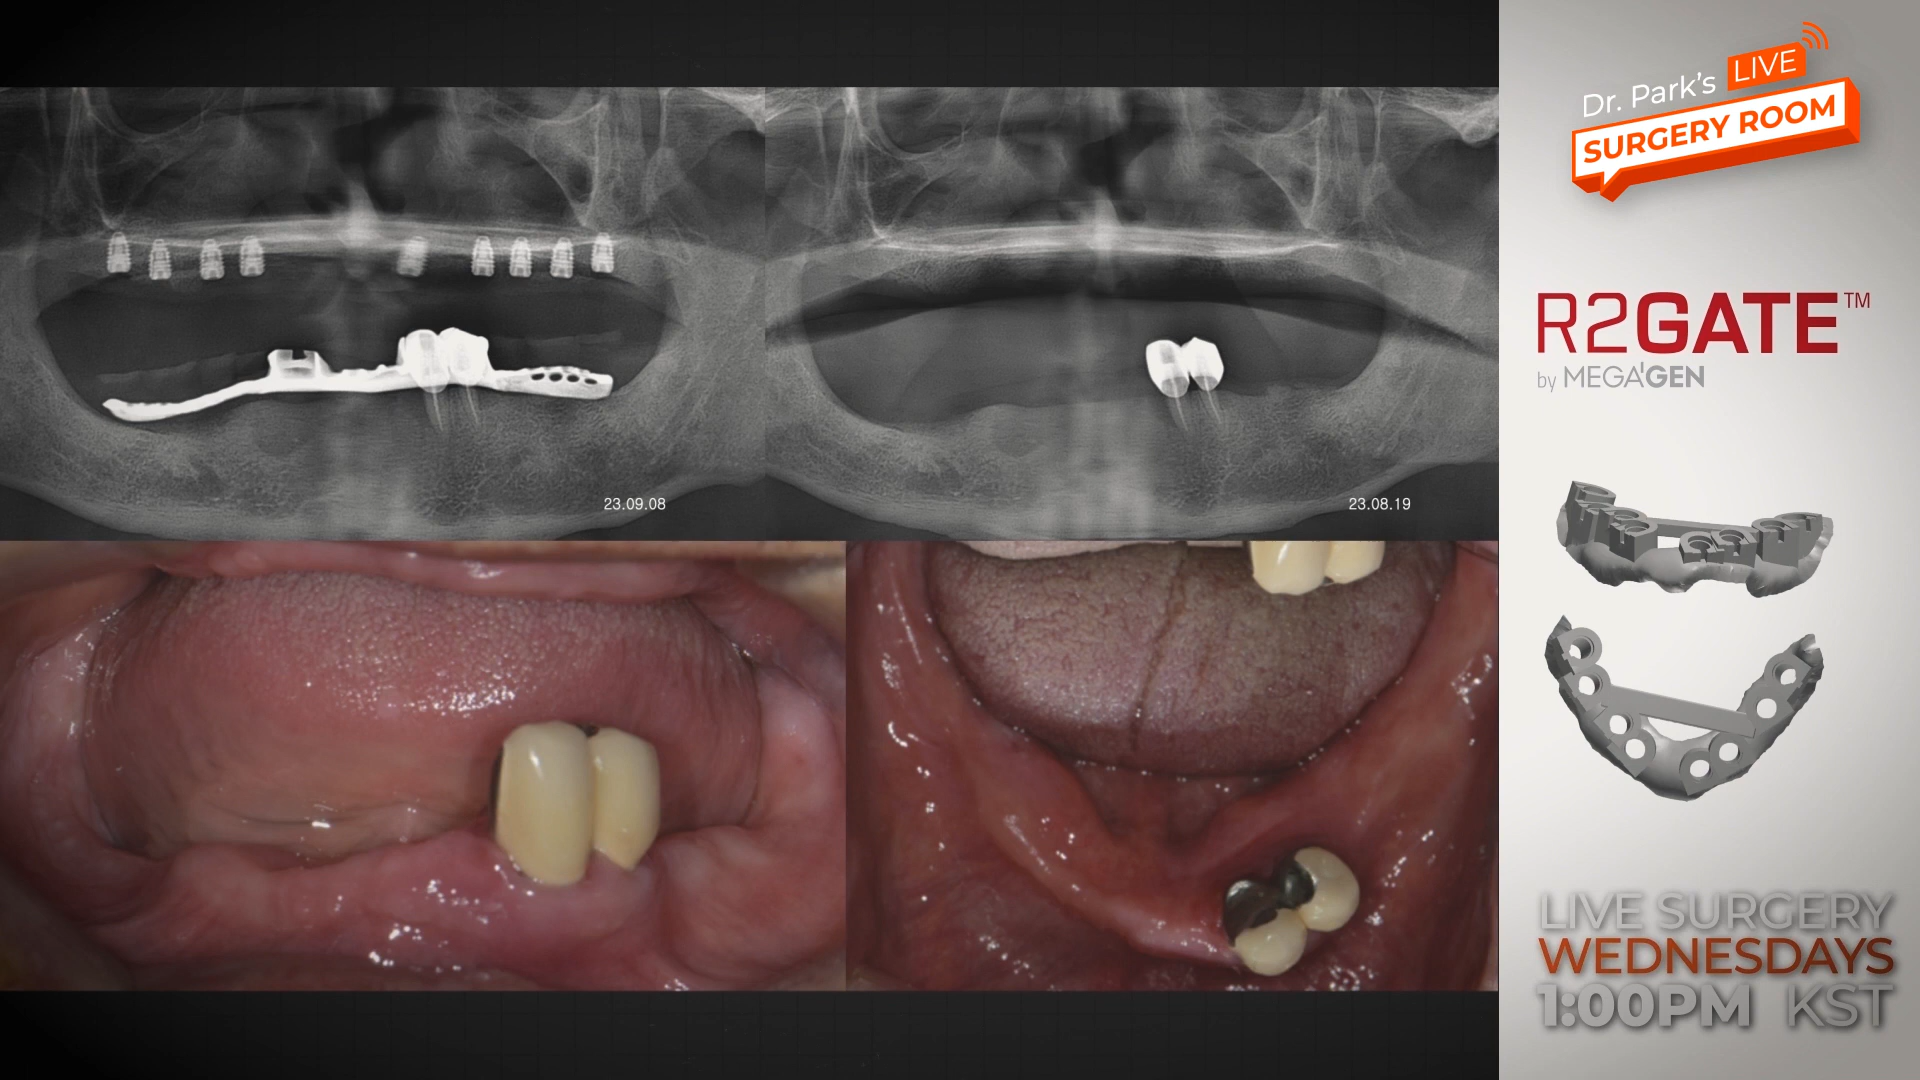 Dr. Park's LIVE
SURGERY ROOM
R2GATE™
by MEGA'GEN
23.09.08
23.08.19
LIVE SURGERY
WEDNESDAYS
1:00PM KST